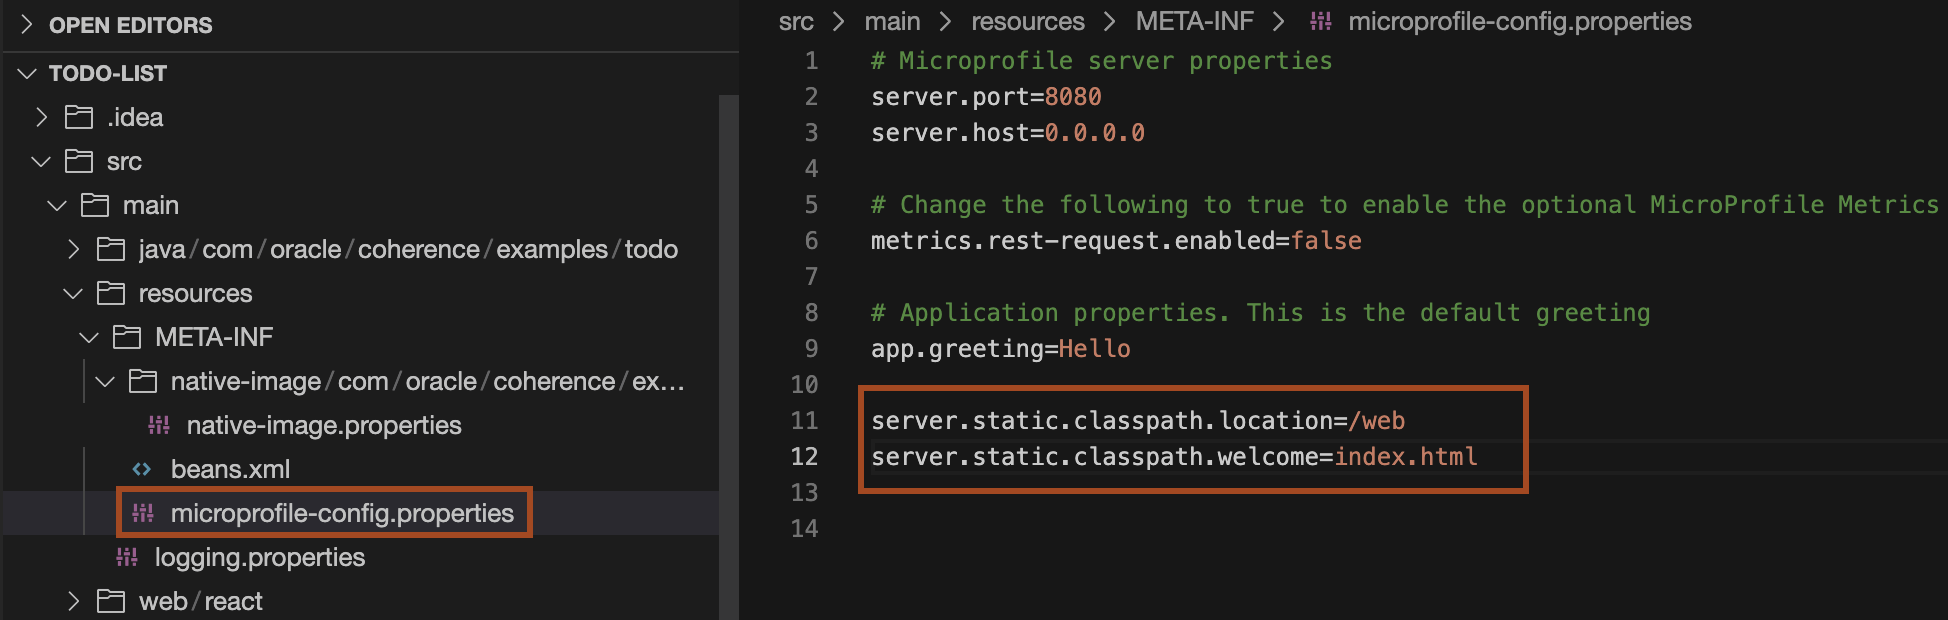 OPEN EDITORS
TODO-LIST
.idea
src
main
java/com/oracle/coherence/examples/todo
resources
META-INF
native-image/com/oracle/coherence/ex...
native-image.properties
beans.xml
microprofile-config.properties
logging.properties
web/react
src > main > resources > META-INF > microprofile-config.properties
1 # Microprofile server properties
2 server.port=8080
3 server.host=0.0.0.0
4
5 # Change the following to true to enable the optional MicroProfile Metrics
6 metrics.rest-request.enabled=false
7
8 # Application properties. This is the default greeting
9 app.greeting=Hello
10
11 server.static.classpath.location=/web
12 server.static.classpath.welcome=index.html
13
14